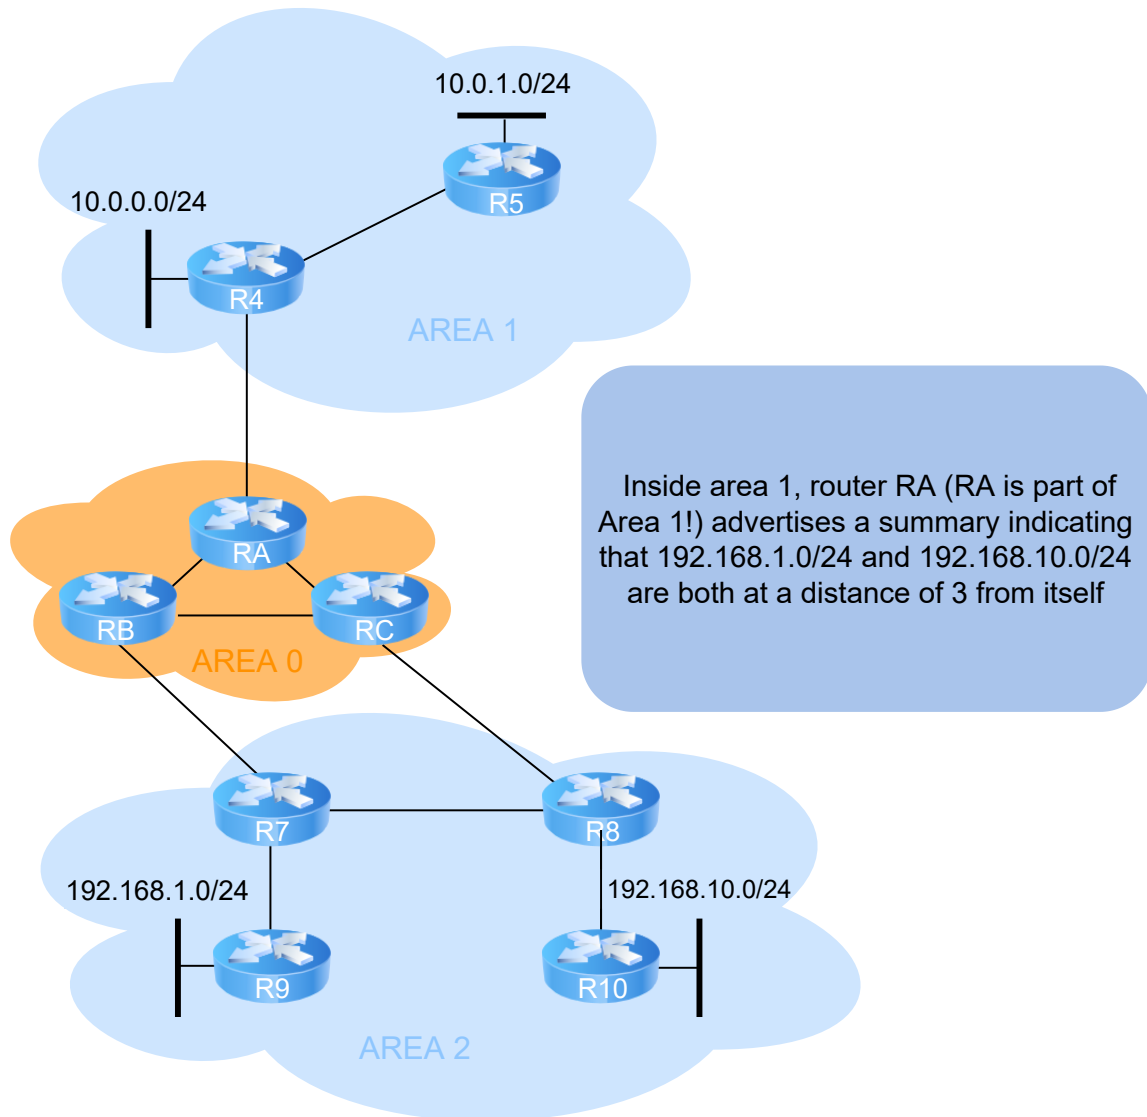 10.0.1.0/24
R5
10.0.0.0/24
R4
AREA 1
Inside area 1, router RA (RA is part of
Area 1!) advertises a summary indicating
that 192.168.1.0/24 and 192.168.10.0/24
are both at a distance of 3 from itself
RA
RB
RC
AREA 0
R7
R8
192.168.1.0/24
192.168.10.0/24
R9
R10
AREA 2